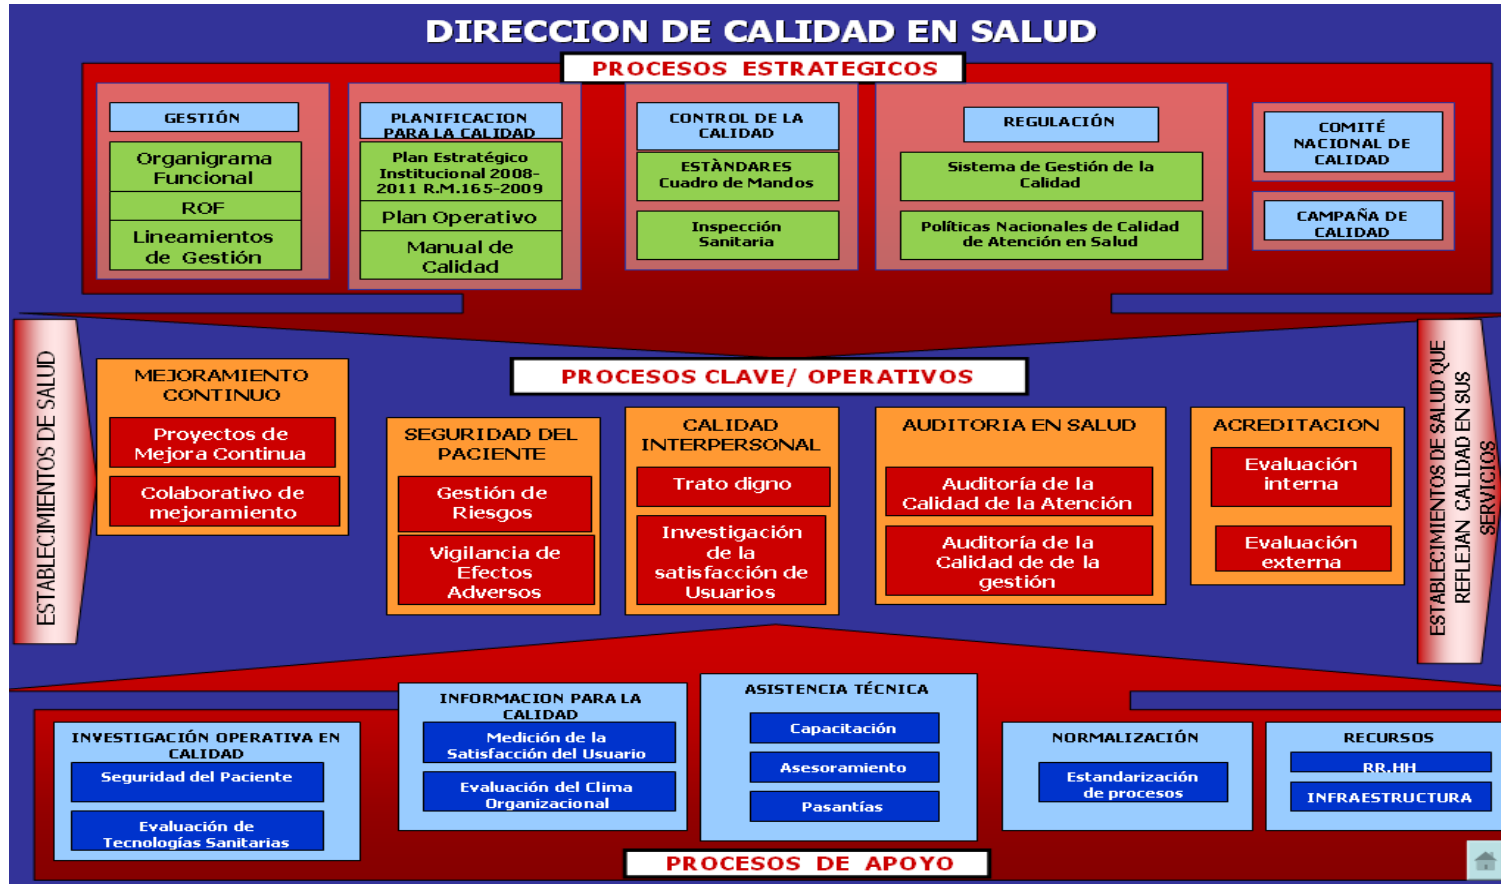 DIRECCION DE CALIDAD EN SALUD
PROCESOS ESTRATEGICOS
GESTIÓN
Organigrama
Funcional
ROF
Lineamientos
de Gestión
PLANIFICACION
PARA LA CALIDAD
Plan Estratégico
Institucional 2008-
2011 R.M.165-2009
Plan Operativo
Manual de
Calidad
CONTROL DE LA
CALIDAD
ESTÀNDARES
Cuadro de Mandos
Inspección
Sanitaria
REGULACIÓN
Sistema de Gestión de la
Calidad
Políticas Nacionales de Calidad
de Atención en Salud
COMITÉ
NACIONAL DE
CALIDAD
CAMPAÑA DE
CALIDAD
ESTABLECIMIENTOS DE SALUD
PROCESOS CLAVE/ OPERATIVOS
MEJORAMIENTO
CONTINUO
Proyectos de
Mejora Continua
Colaborativo de
mejoramiento
SEGURIDAD DEL
PACIENTE
Gestión de
Riesgos
Vigilancia de
Efectos
Adversos
CALIDAD
INTERPERSONAL
Trato digno
Investigación
de la
satisfacción de
Usuarios
AUDITORIA EN SALUD
Auditoría de la
Calidad de la Atención
Auditoría de la
Calidad de de la
gestión
ACREDITACION
Evaluación
interna
Evaluación
externa
ESTABLECIMIENTOS DE SALUD QUE
REFLEJAN CALIDAD EN SUS
SERVICIOS
INVESTIGACIÓN OPERATIVA EN
CALIDAD
Seguridad del Paciente
Evaluación de
Tecnologías Sanitarias
INFORMACION PARA LA
CALIDAD
Medición de la
Satisfacción del Usuario
Evaluación del Clima
Organizacional
ASISTENCIA TÉCNICA
Capacitación
Asesoramiento
Pasantías
NORMALIZACIÓN
Estandarización
de procesos
RECURSOS
RR.HH
INFRAESTRUCTURA
PROCESOS DE APOYO